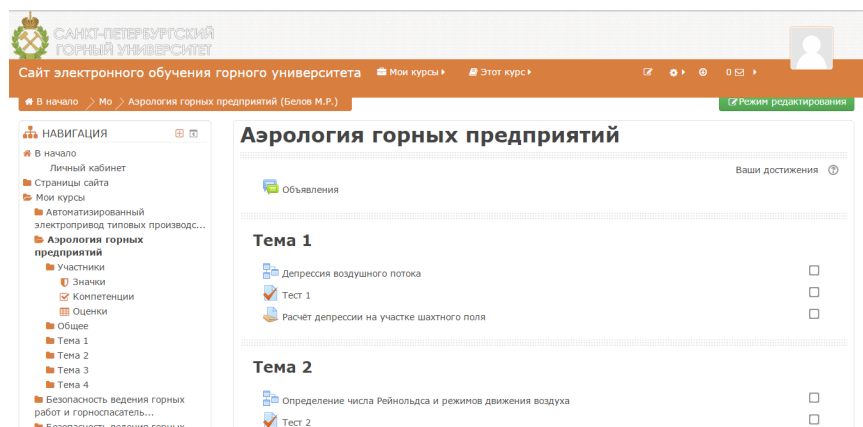 САНКТ-ПЕТЕРБУРГСКИЙ
ГОРНЫЙ УНИВЕРСИТЕТ
Сайт электронного обучения горного университета Мои курсы Этот курс 0
В начало Мо Аэрология горных предприятий (Белов М.Р.) Режим редактирования
НАВИГАЦИЯ
В начало
Личный кабинет
Страницы сайта
Мои курсы
Автоматизированный
электропривод типовых производс...
Аэрология горных
предприятий
Участники
Значки
Компетенции
Оценки
Общее
Тема 1
Тема 2
Тема 3
Тема 4
Безопасность ведения горных
работ и горноспасатель...
Безопасность ведения горных
Аэрология горных предприятий
Ваши достижения
Объявления
Тема 1
Депрессия воздушного потока
Тест 1
Расчёт депрессии на участке шахтного поля
Тема 2
Определение числа Рейнольдса и режимов движения воздуха
Тест 2